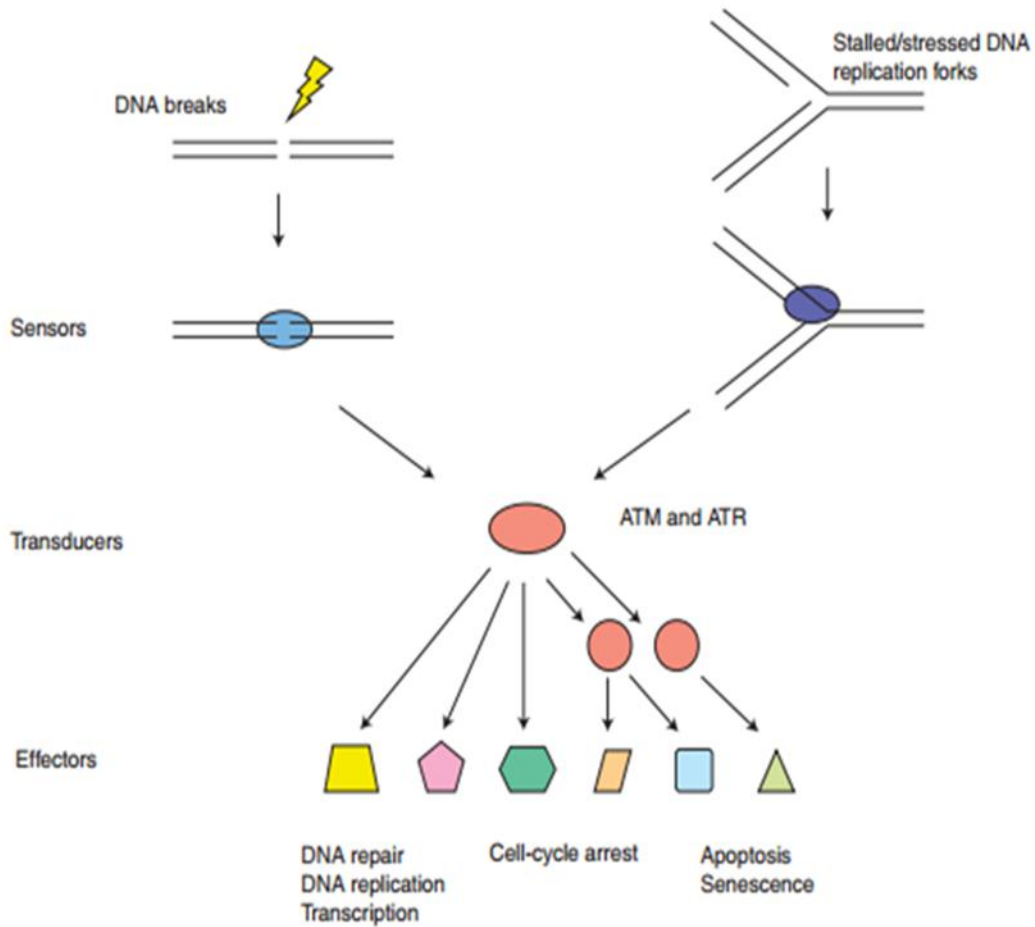 Stalled/stressed DNA
replication forks
DNA breaks
Sensors
ATM and ATR
Transducers
Effectors
DNA repair
DNA replication
Transcription
Cell-cycle arrest
Apoptosis
Senescence